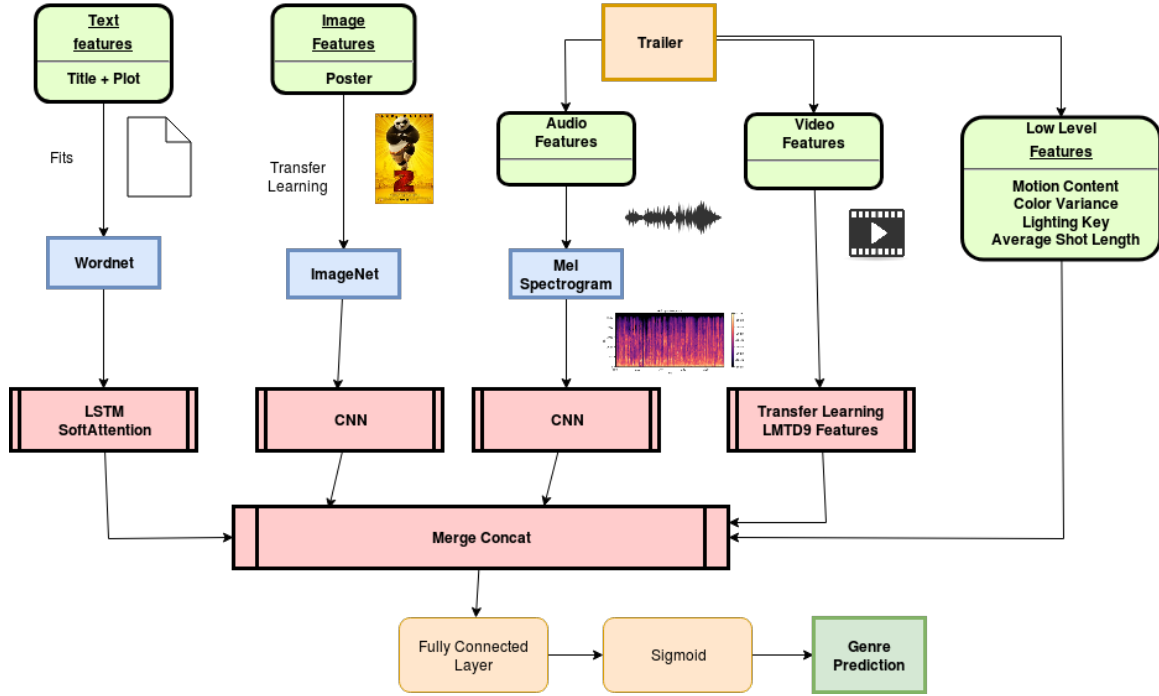 Text
features
Title + Plot
Image
Features
Poster
Trailer
Audio
Features
Video
Features
Low Level
Features
Motion Content
Color Variance
Lighting Key
Average Shot Length
Fits
Transfer
Learning
2
Wordnet
ImageNet
Mel
Spectrogram
LSTM
SoftAttention
CNN
CNN
Transfer Learning
LMTD9 Features
Merge Concat
Fully Connected
Layer
Sigmoid
Genre
Prediction